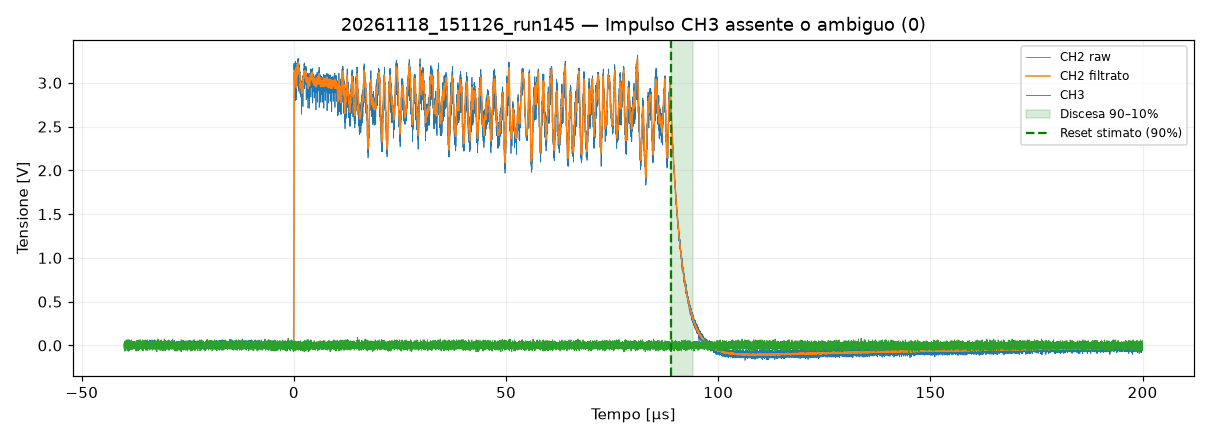 20261118_151126_run145 — Impulso CH3 assente o ambiguo (0)
CH2 raw
CH2 filtrato
CH3
Discesa 90–10%
Reset stimato (90%)
Tensione [V]
3.0
2.5
2.0
1.5
1.0
0.5
0.0
−50
0
50
100
150
200
Tempo [µs]